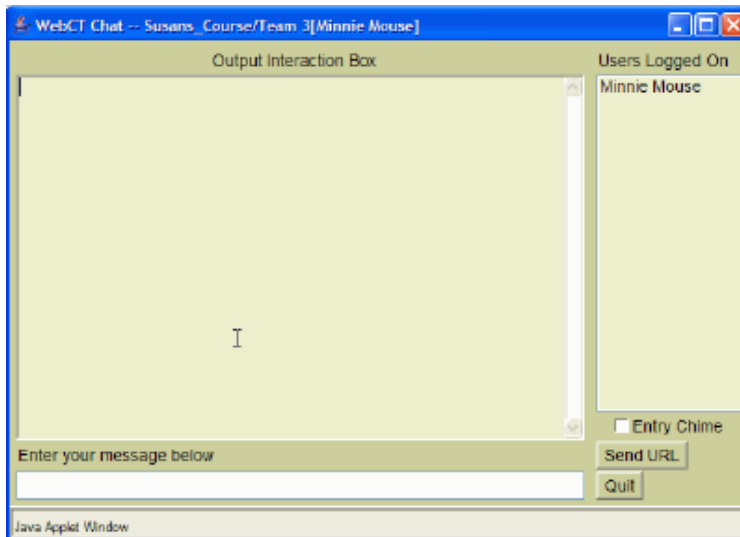 WebCT Chat -- Susans_Course/Team 3[Minnie Mouse]
Output Interaction Box
Users Logged On
Minnie Mouse
Entry Chime
Enter your message below
Send URL
Quit
Java Applet Window